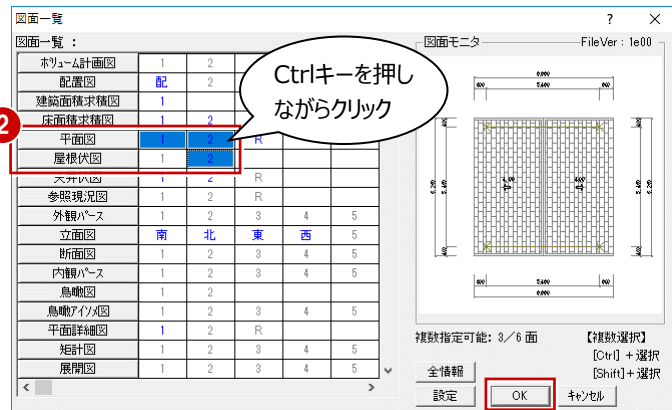 図面一覧 ? ×
図面一覧：
ボリューム計画図 1 2
配置図 配 2
建築面積求積図 1
床面積求積図 1 2
平面図 1 2 R
屋根伏図 1 2
天井伏図 1 2 R
参照現況図 1 2 R
外観パース 1 2 3 4 5
立面図 南 北 東 西 5
断面図 1 2 3 4 5
内観パース 1 2 3 4 5
鳥瞰図 1 2
鳥瞰アイソメ図 1 2 3 4 5
平面詳細図 1 2 R
矩計図 1 2 3 4 5
展開図 1 2 3 4 5
2
Ctrlキーを押し
ながらクリック
図面モニタ FileVer : 1e00
複数指定可能: 3／6 面
【複数選択】
[Ctrl] +選択
[Shift]+選択
全情報
設定 OK キャンセル